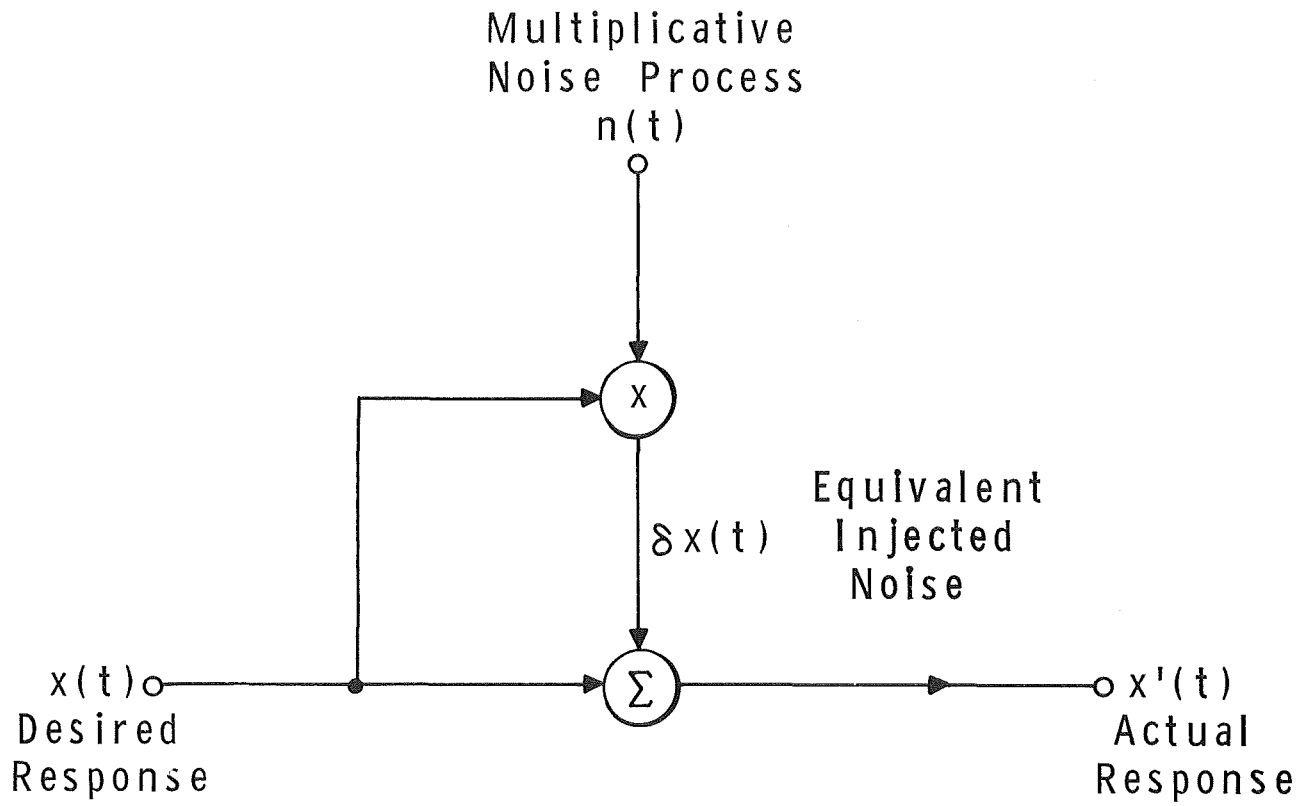 Multiplicative
Noise Process
n(t)
x
δx(t)
Equivalent
Injected
Noise
x(t)
Σ
x'(t)
Desired
Response
Actual
Response